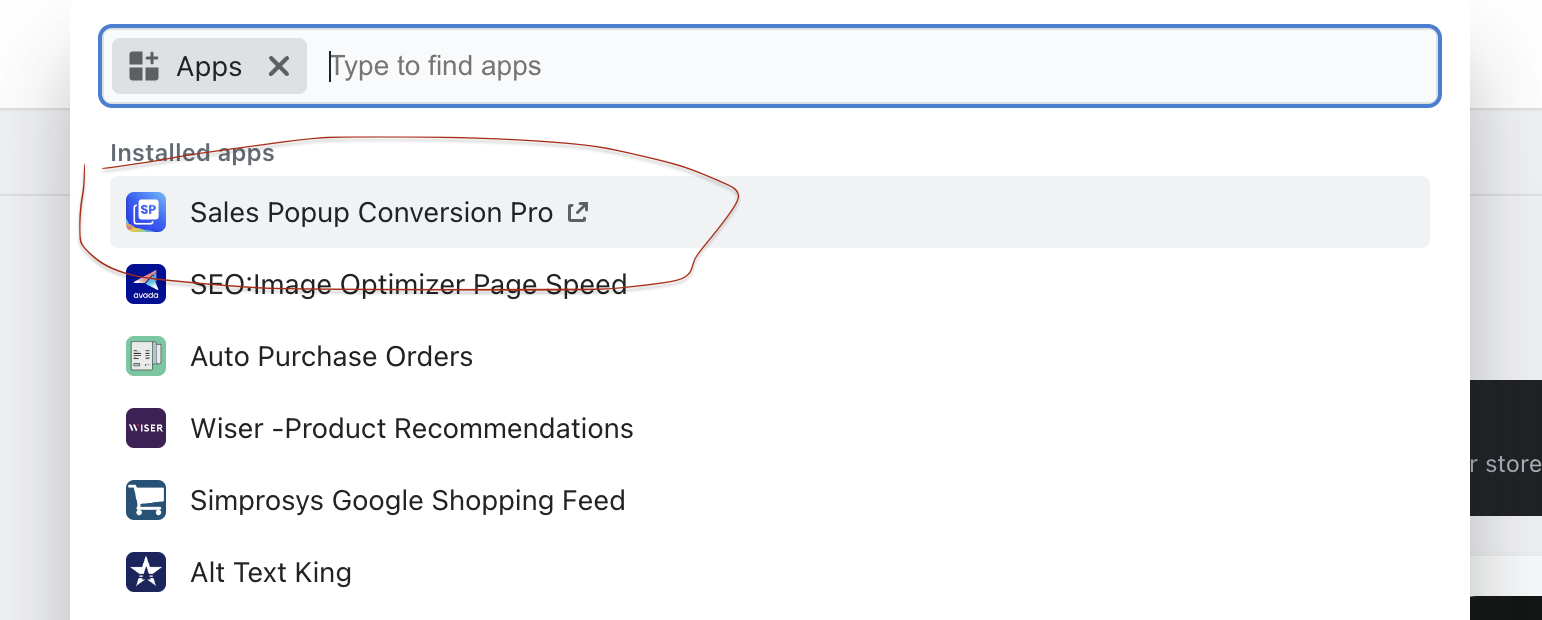 Apps Type to find apps
Installed apps
SP Sales Popup Conversion Pro
avada SEO:Image Optimizer Page Speed
Auto Purchase Orders
WISER Wiser -Product Recommendations
Simprosys Google Shopping Feed
r store
Alt Text King